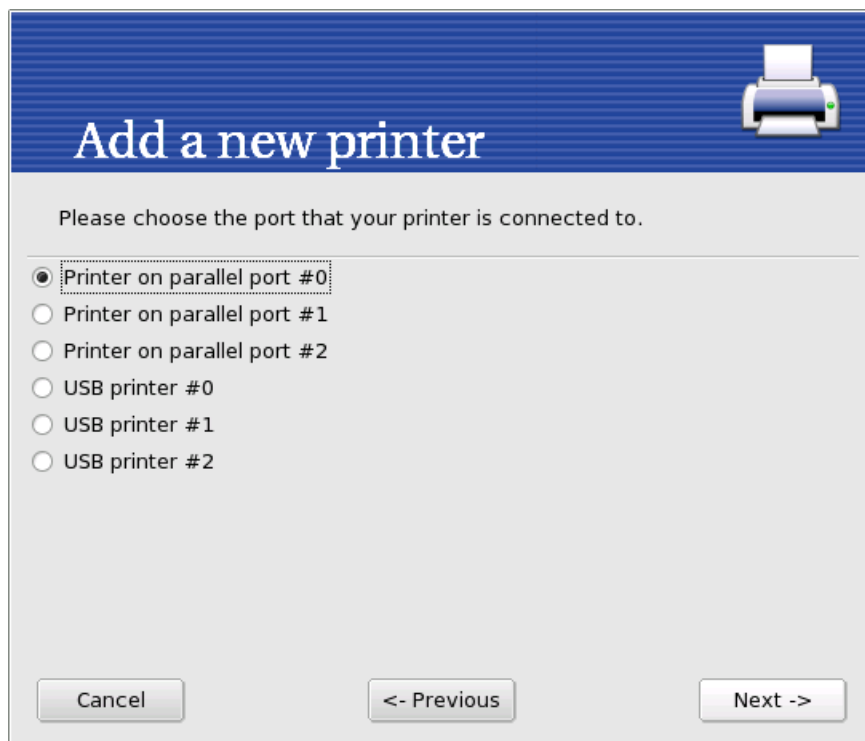 Add a new printer
Please choose the port that your printer is connected to.
Printer on parallel port #0
Printer on parallel port #1
Printer on parallel port #2
USB printer #0
USB printer #1
USB printer #2
Cancel
<- Previous
Next ->